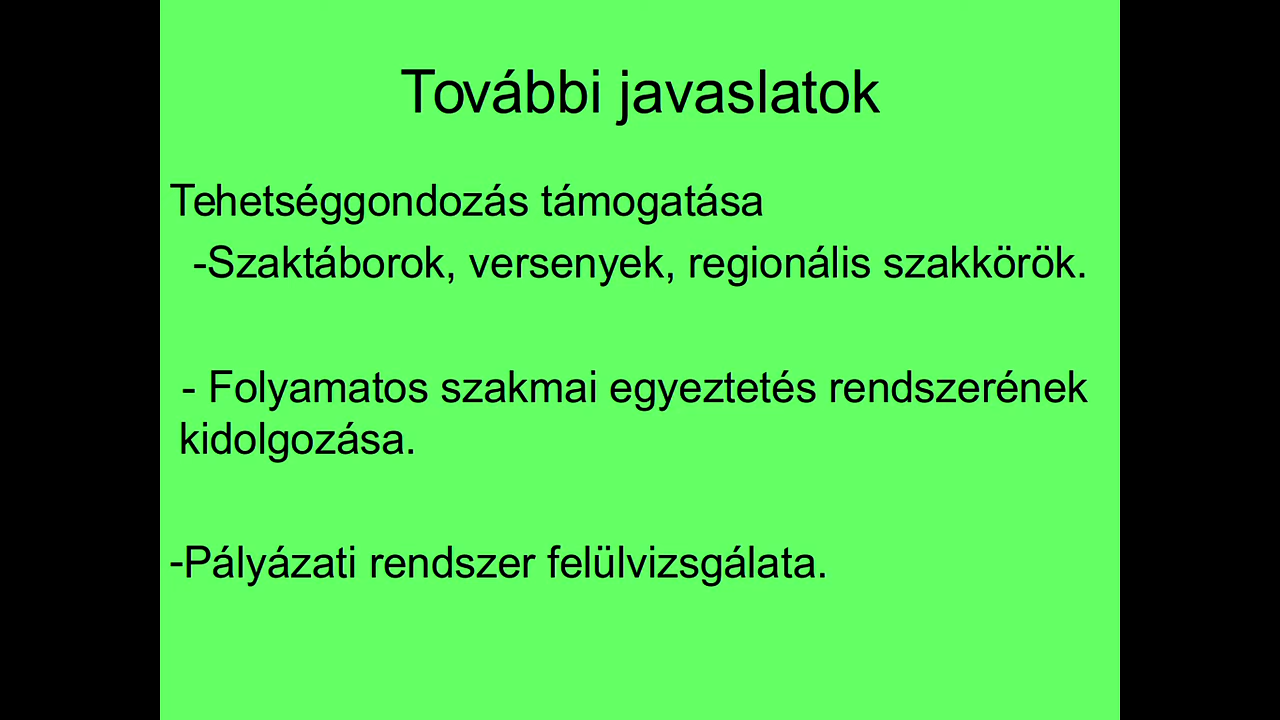 További javaslatok
Tehetséggondozás támogatása
-Szaktáborok, versenyek, regionális szakkörök.
- Folyamatos szakmai egyeztetés rendszerének
kidolgozása.
-Pályázati rendszer felülvizsgálata.